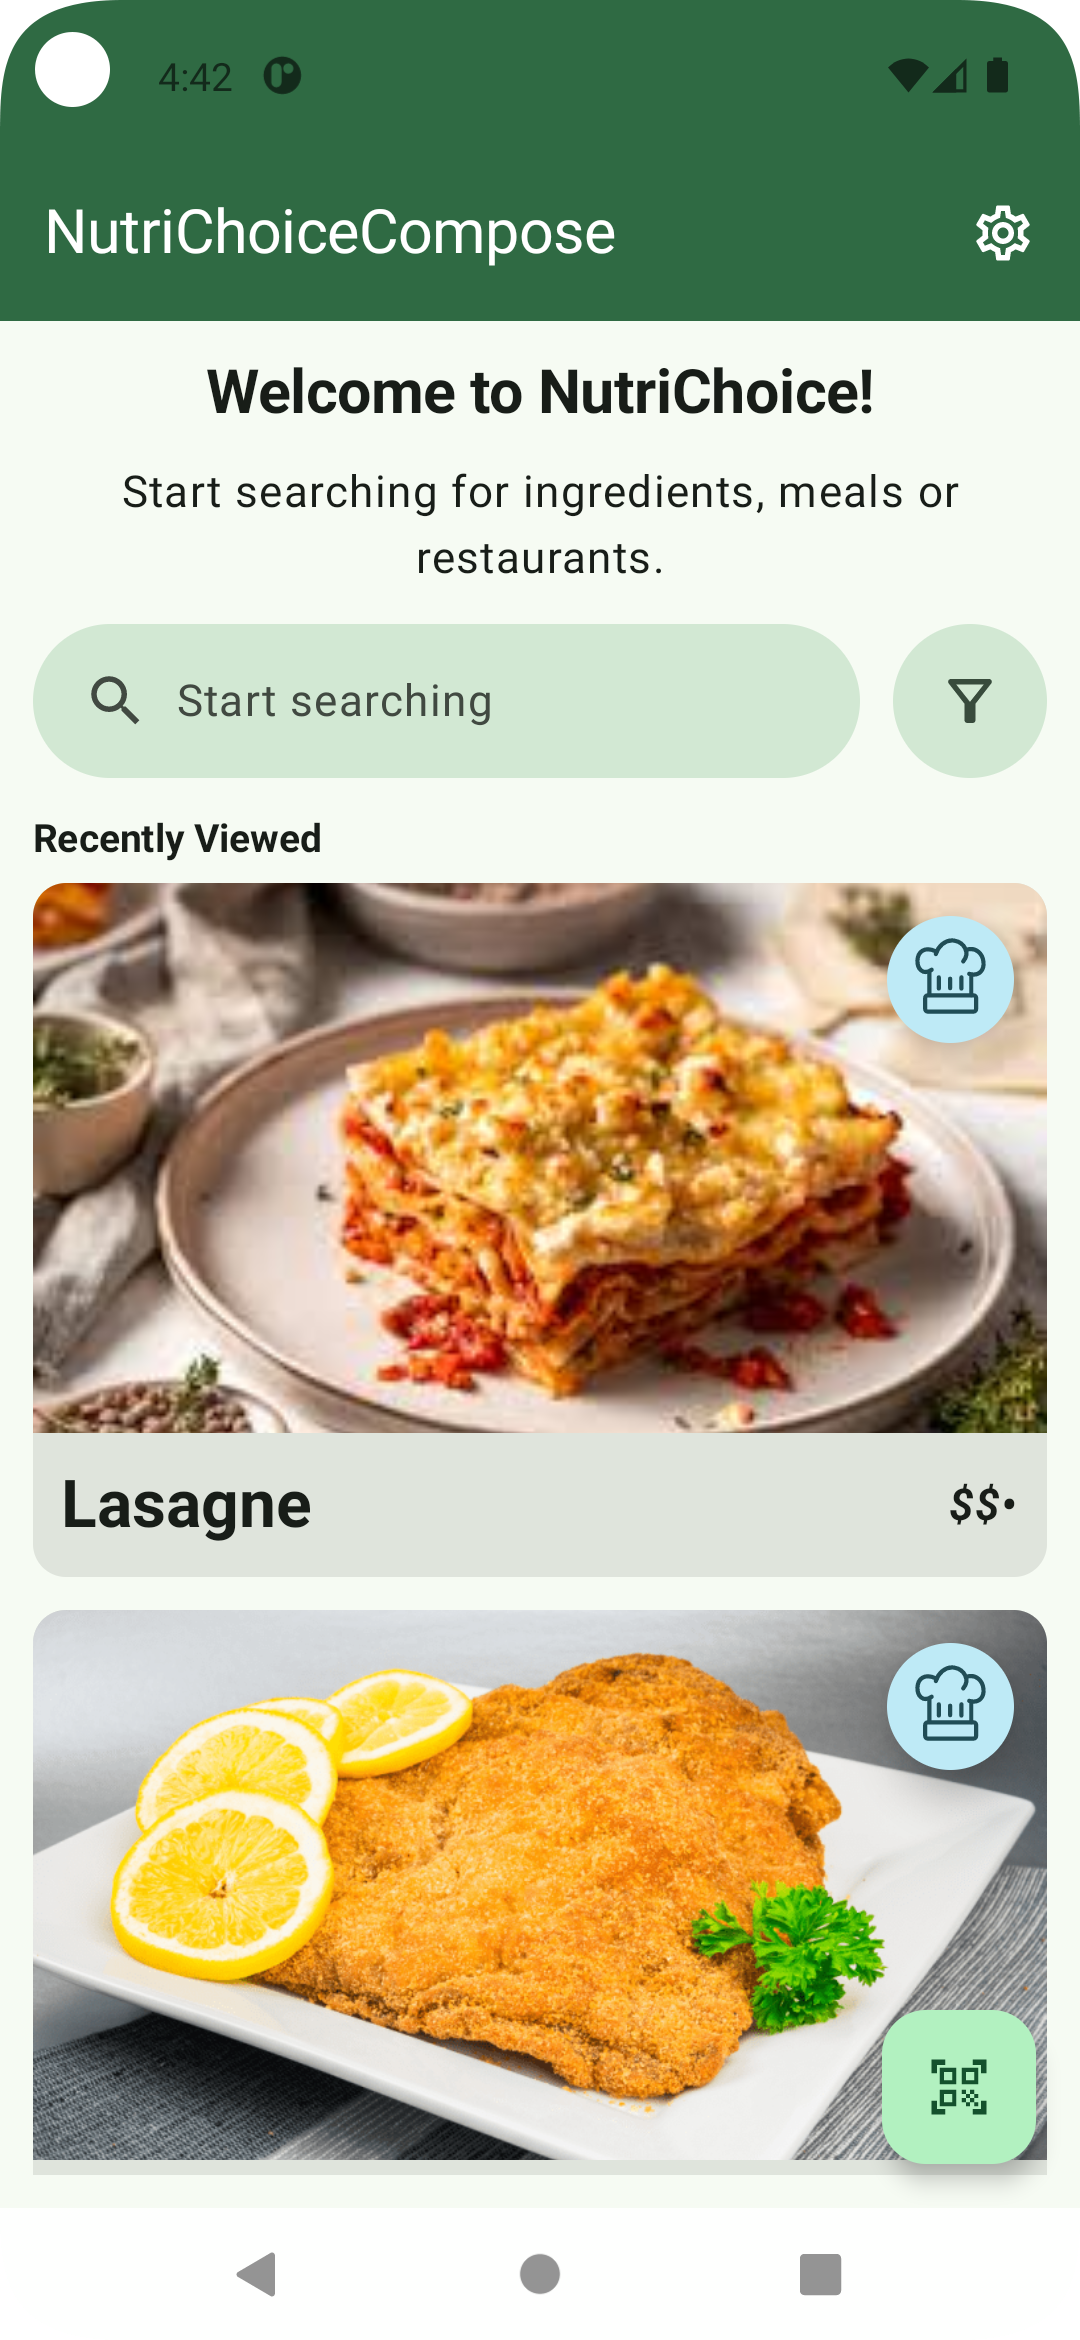 4:42
NutriChoiceCompose
Welcome to NutriChoice!
Start searching for ingredients, meals or
restaurants.
Start searching
Recently Viewed
Lasagne
$$•